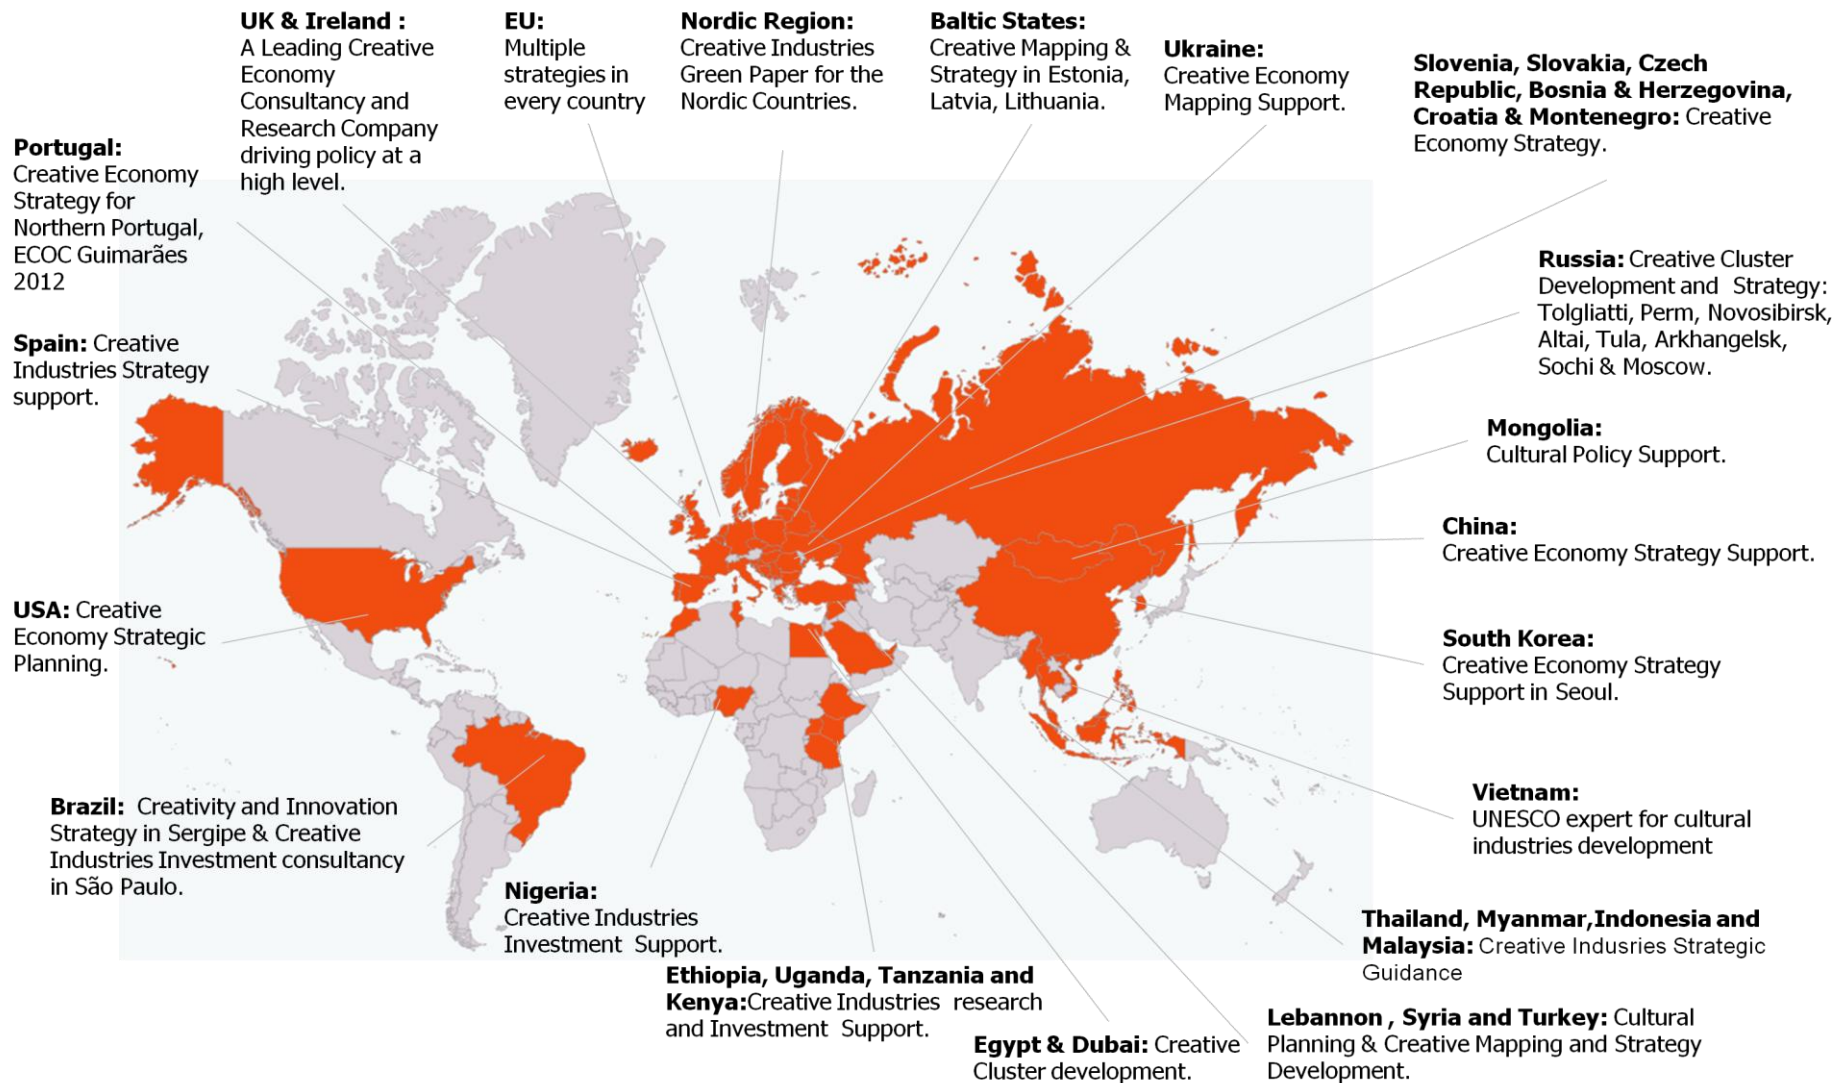 UK & Ireland :
A Leading Creative
Economy
Consultancy and
Research Company
driving policy at a
high level.
EU:
Multiple
strategies in
every country
Nordic Region:
Creative Industries
Green Paper for the
Nordic Countries.
Baltic States:
Creative Mapping &
Strategy in Estonia,
Latvia, Lithuania.
Ukraine:
Creative Economy
Mapping Support.
Slovenia, Slovakia, Czech
Republic, Bosnia & Herzegovina,
Croatia & Montenegro: Creative
Economy Strategy.
Portugal:
Creative Economy
Strategy for
Northern Portugal,
ECOC Guimarães
2012
Russia: Creative Cluster
Development and Strategy:
Tolgliatti, Perm, Novosibirsk,
Altai, Tula, Arkhangelsk,
Sochi & Moscow.
Spain: Creative
Industries Strategy
support.
Mongolia:
Cultural Policy Support.
China:
Creative Economy Strategy Support.
USA: Creative
Economy Strategic
Planning.
South Korea:
Creative Economy Strategy
Support in Seoul.
Brazil: Creativity and Innovation
Strategy in Sergipe & Creative
Industries Investment consultancy
in São Paulo.
Vietnam:
UNESCO expert for cultural
industries development
Nigeria:
Creative Industries
Investment Support.
Thailand, Myanmar,Indonesia and
Malaysia: Creative Indusries Strategic
Guidance
Ethiopia, Uganda, Tanzania and
Kenya:Creative Industries research
and Investment Support.
Egypt & Dubai: Creative
Cluster development.
Lebannon , Syria and Turkey: Cultural
Planning & Creative Mapping and Strategy
Development.